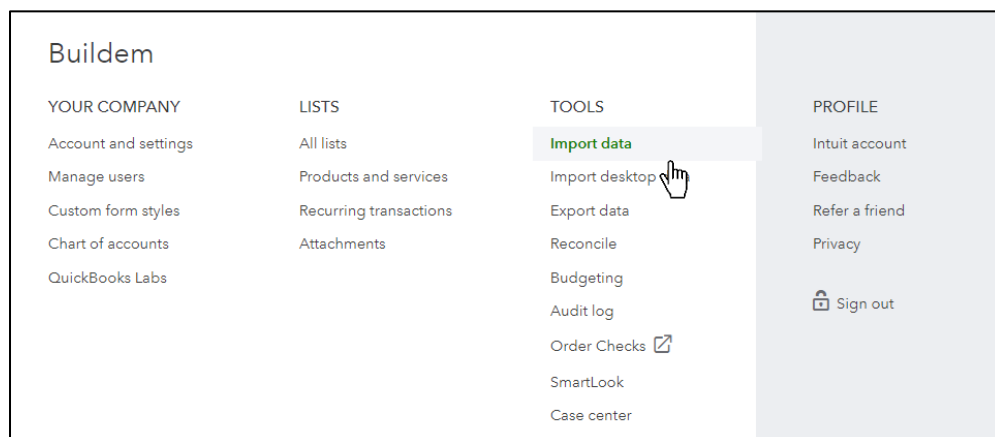 Buildem
YOUR COMPANY
Account and settings
Manage users
Custom form styles
Chart of accounts
QuickBooks Labs
LISTS
All lists
Products and services
Recurring transactions
Attachments
TOOLS
Import data
Import desktop
Export data
Reconcile
Budgeting
Audit log
Order Checks
SmartLook
Case center
PROFILE
Intuit account
Feedback
Refer a friend
Privacy
Sign out